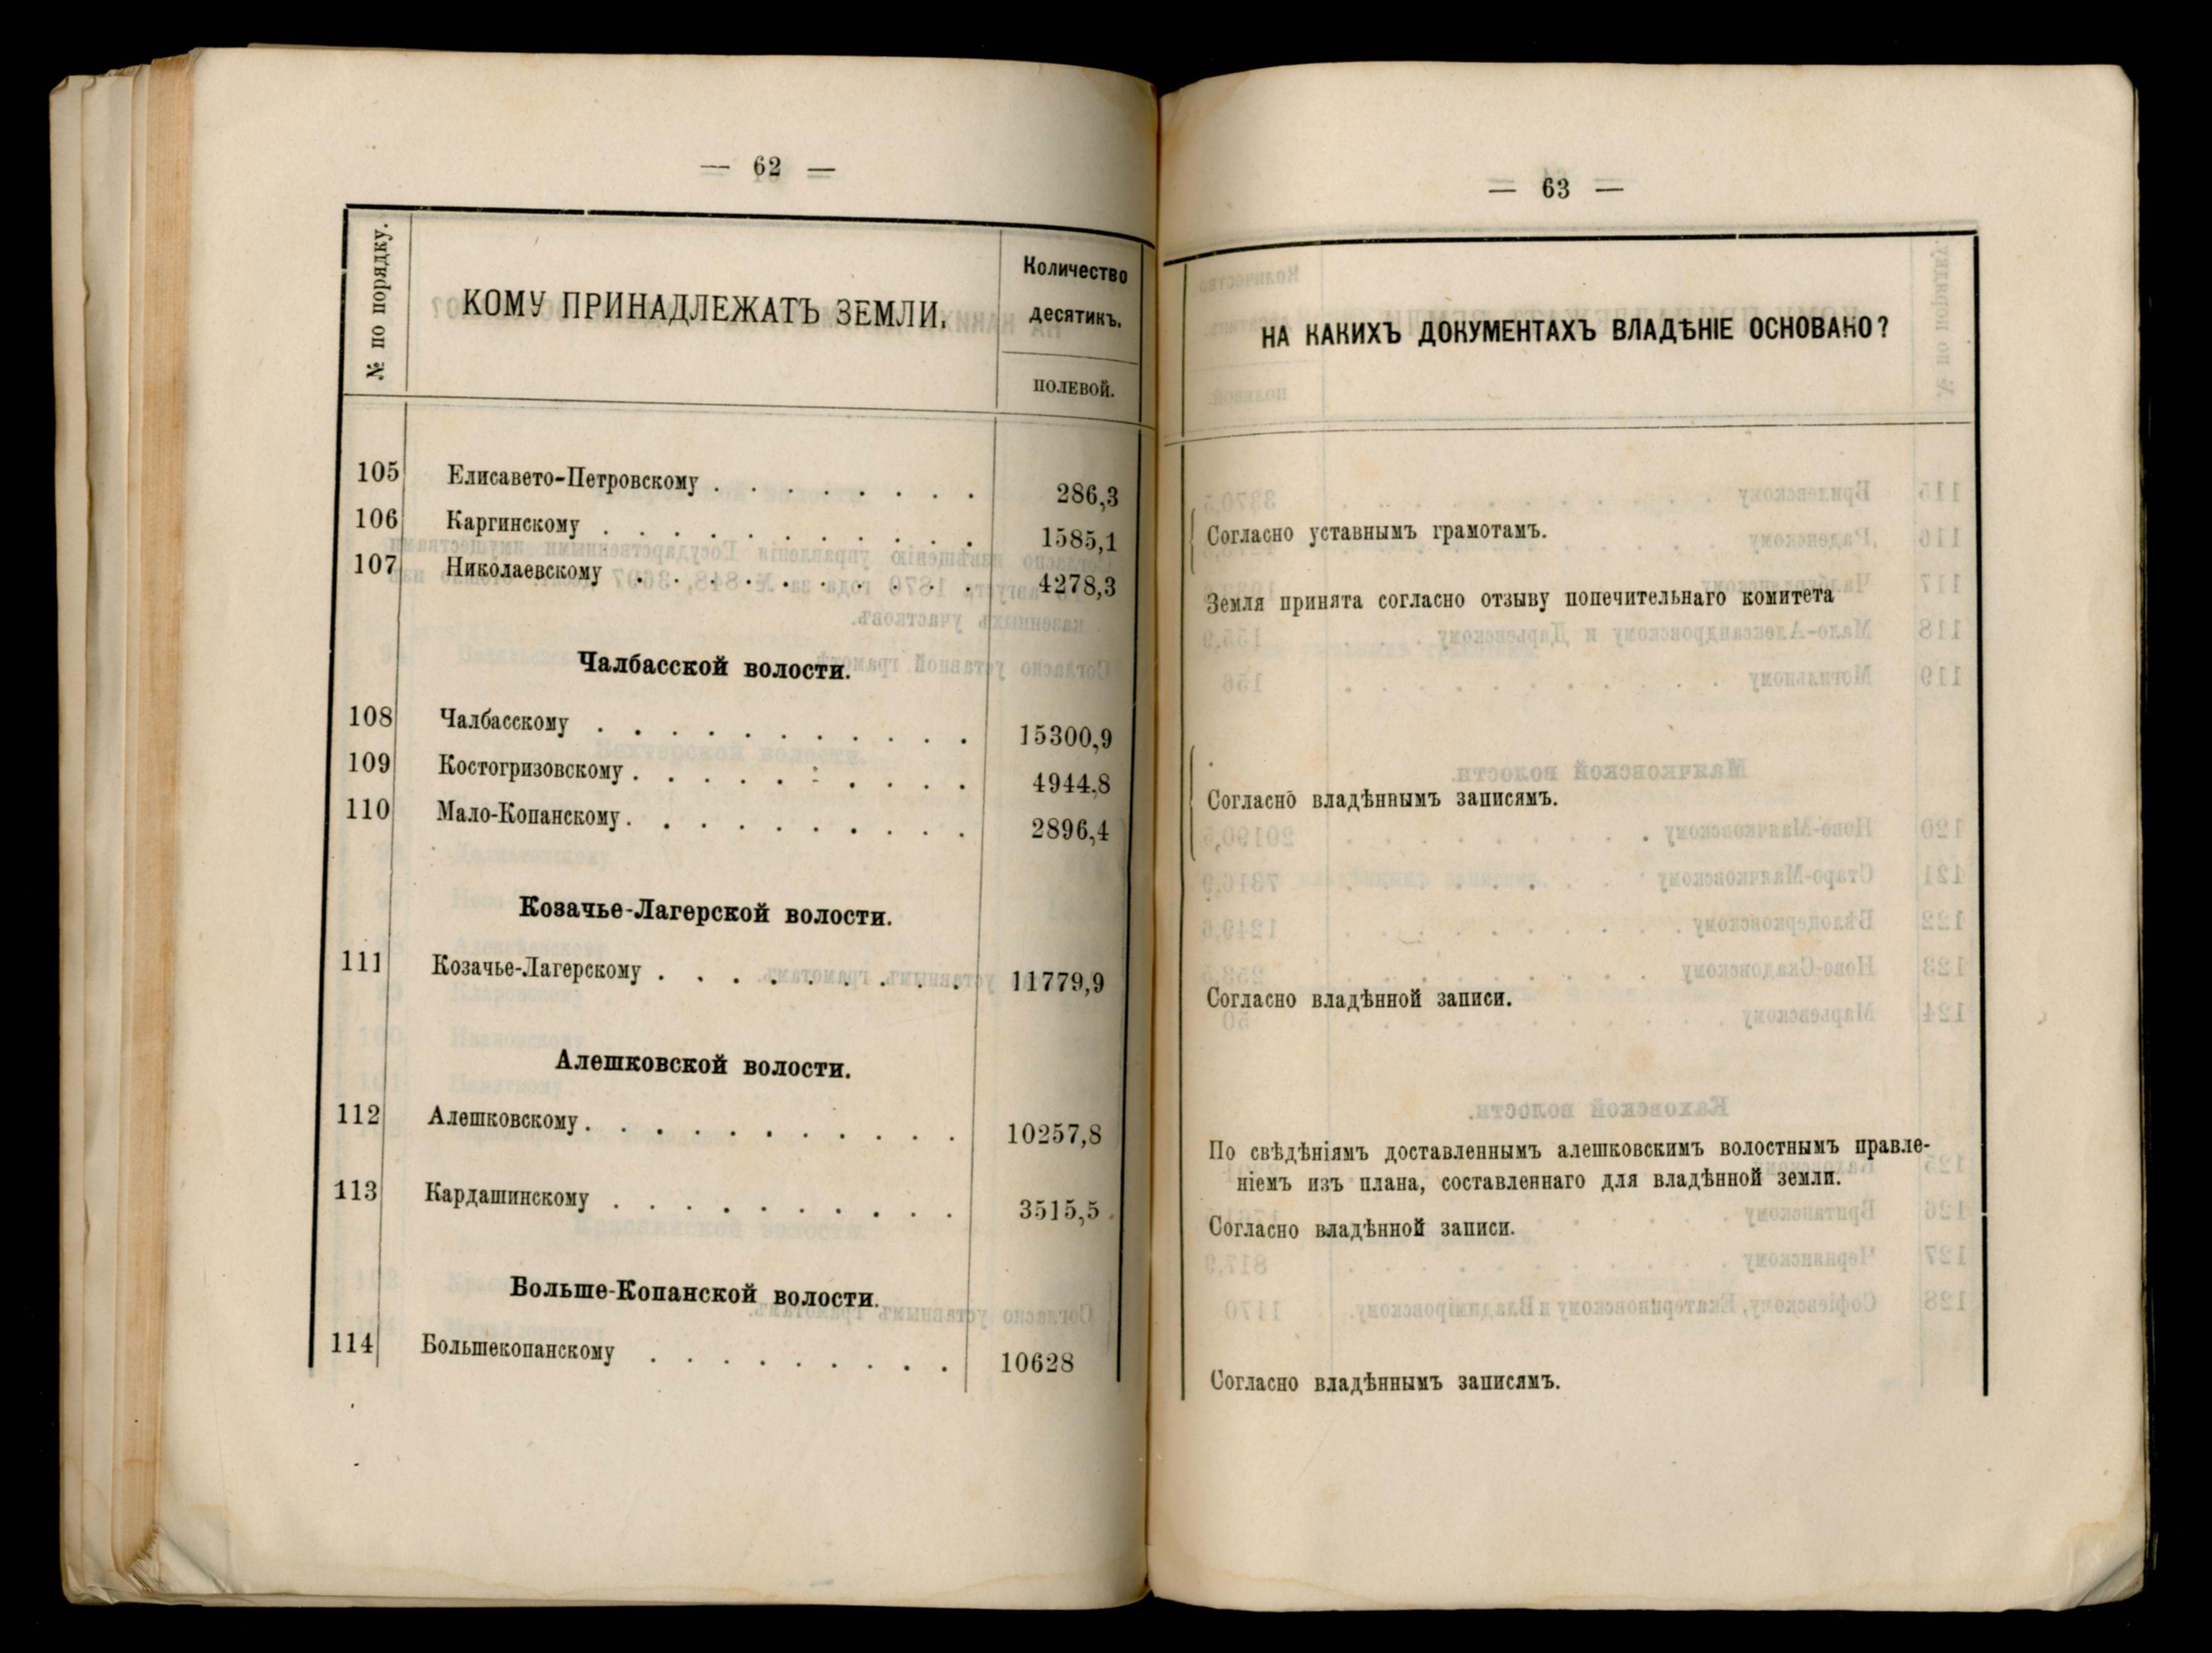 — 62 —
№ по порядку.
КОМУ ПРИНАДЛЕЖАТЪ ЗЕМЛИ.
Количество
десятинъ.
ПОЛЕВОЙ.
105 Елисавето-Петровскому . . . . . . . . 286,3
106 Каргинскому . . . . . . . . . . . 1585,1
107 Николаевскому . . . . . . . . . . 4278,3
Чалбасской волости.
108 Чалбасскому . . . . . . . . . . . 15300,9
109 Костогризовскому . . . . . . . . . . 4944,8
110 Мало-Копанскому . . . . . . . . . . 2896,4
Козачье-Лагерской волости.
111 Козачье-Лагерскому . . . . . . . . . 11779,9
Алешковской волости.
112 Алешковскому . . . . . . . . . . . 10257,8
113 Кардашинскому . . . . . . . . . . 3515,5
Больше-Копанской волости.
114 Большекопанскому . . . . . . . . . 10628
— 63 —
НА КАКИХЪ ДОКУМЕНТАХЪ ВЛАДѢНІЕ ОСНОВАНО?
Согласно уставнымъ грамотамъ.
Земля принята согласно отзыву попечительнаго комитета
Согласно владѣннымъ записямъ.
Согласно владѣнной записи.
По свѣдѣніямъ доставленнымъ алешковскимъ волостнымъ правле-
ніемъ изъ плана, составленнаго для владѣнной земли.
Согласно владѣнной записи.
Согласно владѣннымъ записямъ.